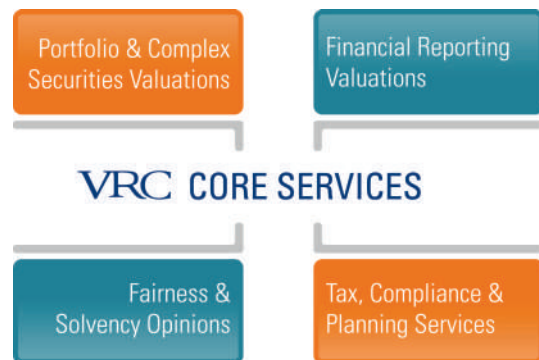 Portfolio & Complex
Securities Valuations
Financial Reporting
Valuations
VRC CORE SERVICES
Fairness &
Solvency Opinions
Tax, Compliance &
Planning Services